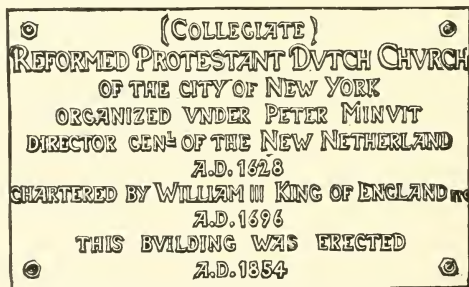 (COLLEGIATE)
REFORMED PROTESTANT DVTCH CHVRCH
OF THE CITY OF NEW YORK
ORGANIZED VNDER PETER MINVIT
DIRECTOR GENL OF THE NEW NETHERLAND
A.D. 1628
CHARTERED BY WILLIAM III KING OF ENGLAND ETC
A.D. 1696
THIS BVILDING WAS ERECTED
A.D. 1854